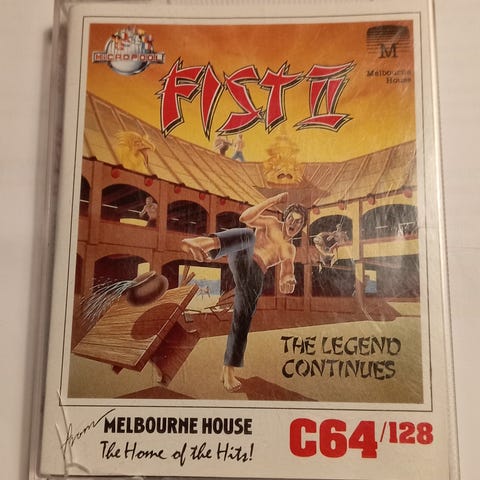 MICROPOOL
M
Melbourne
House
FIST II
THE LEGEND
CONTINUES
from MELBOURNE HOUSE
The Home of the Hits!
C64/128